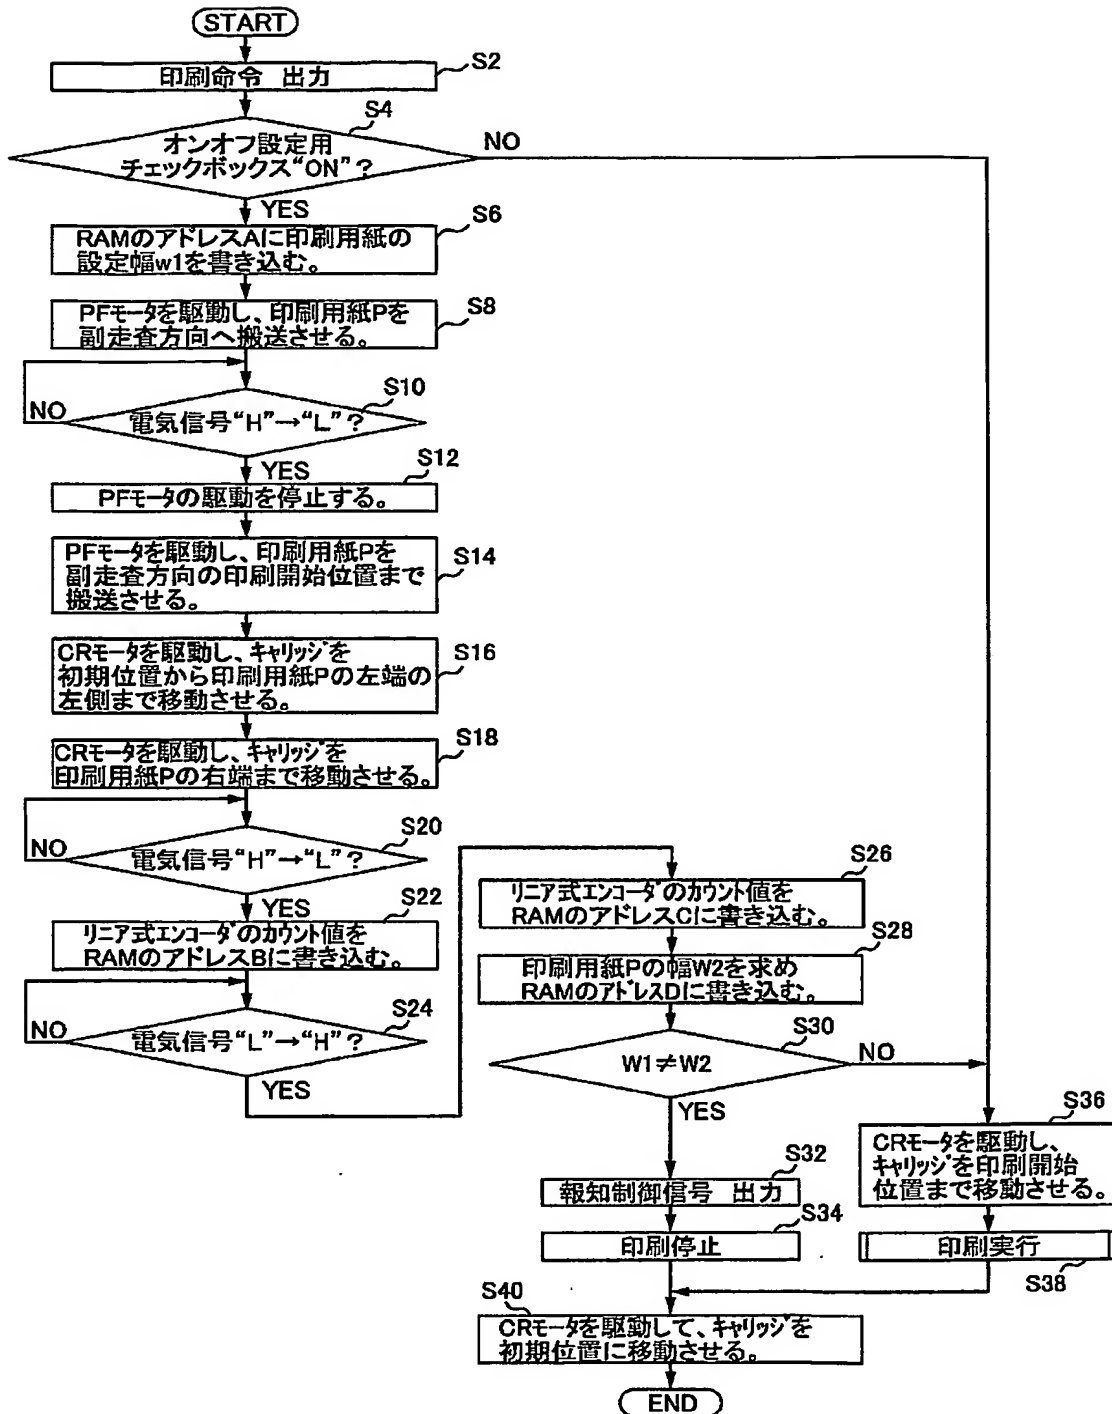 START
S2
印刷命令 出力
S4
オンオフ設定用
チェックボックス“ON”?
NO
YES
S6
RAMのアドレスAに印刷用紙の
設定幅w1を書き込む。
S8
PFモータを駆動し、印刷用紙Pを
副走査方向へ搬送させる。
S10
NO
電気信号“H”→“L”?
YES
S12
PFモータの駆動を停止する。
S14
PFモータを駆動し、印刷用紙Pを
副走査方向の印刷開始位置まで
搬送させる。
S16
CRモータを駆動し、キャリッジを
初期位置から印刷用紙Pの左端の
左側まで移動させる。
S18
CRモータを駆動し、キャリッジを
印刷用紙Pの右端まで移動させる。
S20
NO
電気信号“H”→“L”?
YES
S22
リニア式エンコーダのカウント値を
RAMのアドレスBに書き込む。
S24
NO
電気信号“L”→“H”?
YES
S26
リニア式エンコーダのカウント値を
RAMのアドレスCに書き込む。
S28
印刷用紙Pの幅W2を求め
RAMのアドレスDに書き込む。
S30
W1≠W2
NO
YES
S32
報知制御信号 出力
S34
印刷停止
S36
CRモータを駆動し、
キャリッジを印刷開始
位置まで移動させる。
印刷実行
S38
S40
CRモータを駆動して、キャリッジを
初期位置に移動させる。
END